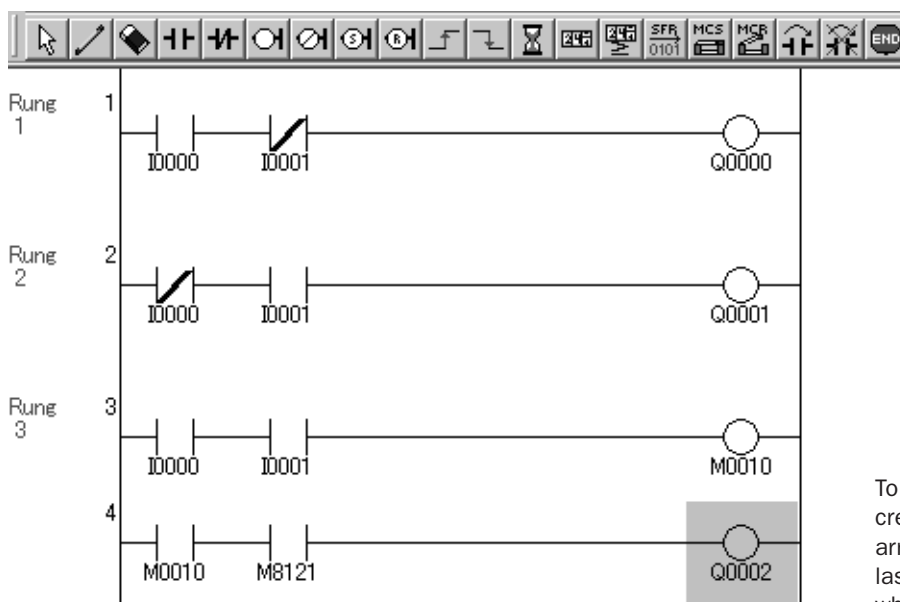 SFR 0101 MCS MCR END
Rung 1
1
I0000 I0001 Q0000
Rung 2
2
I0000 I0001 Q0001
Rung 3
3
I0000 I0001 M0010
4
M0010 M8121 Q0002
To
cre
arr
las